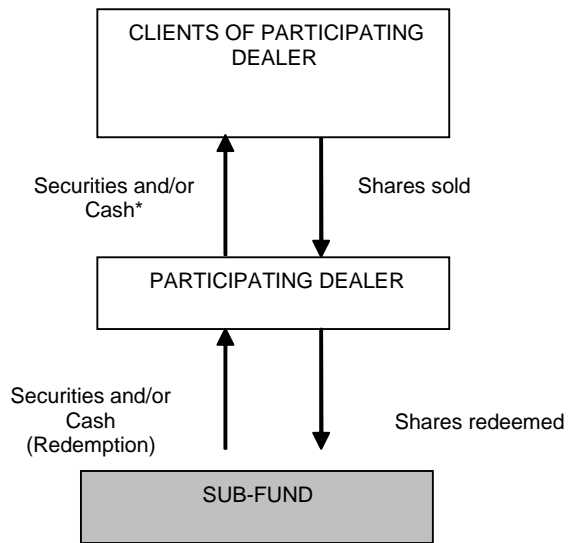 CLIENTS OF PARTICIPATING
DEALER
Securities and/or
Cash*
Shares sold
PARTICIPATING DEALER
Securities and/or
Cash
(Redemption)
Shares redeemed
SUB-FUND